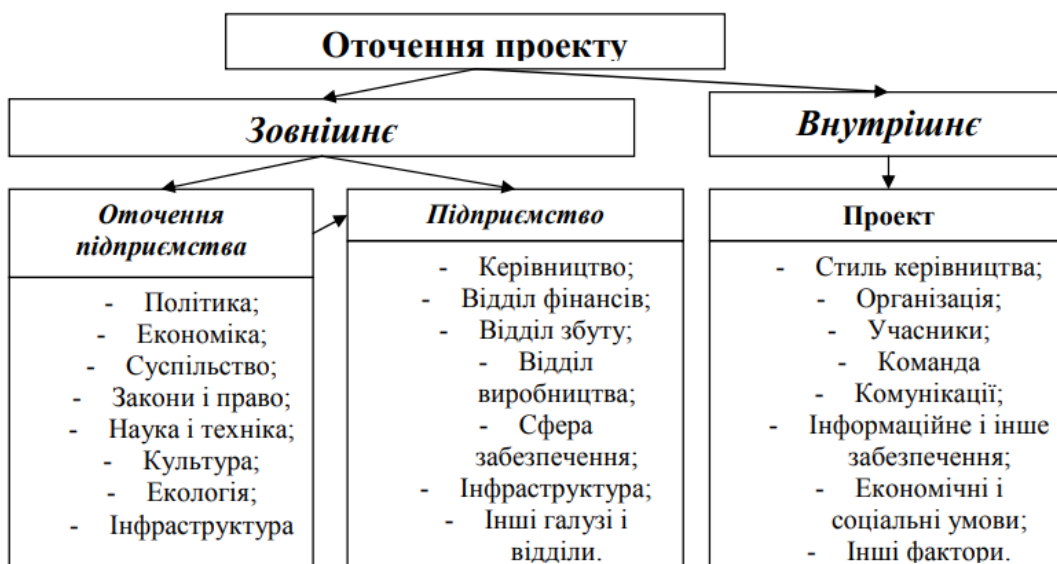 Оточення проекту
Зовнішнє
Внутрішнє
Оточення
підприємства
- Політика;
- Економіка;
- Суспільство;
- Закони і право;
- Наука і техніка;
- Культура;
- Екологія;
- Інфраструктура
Підприємство
- Керівництво;
- Відділ фінансів;
- Відділ збуту;
- Відділ
виробництва;
- Сфера
забезпечення;
- Інфраструктура;
- Інші галузі і
відділи.
Проект
- Стиль керівництва;
- Організація;
- Учасники;
- Команда
- Комунікації;
- Інформаційне і інше
забезпечення;
- Економічні і
соціальні умови;
- Інші фактори.